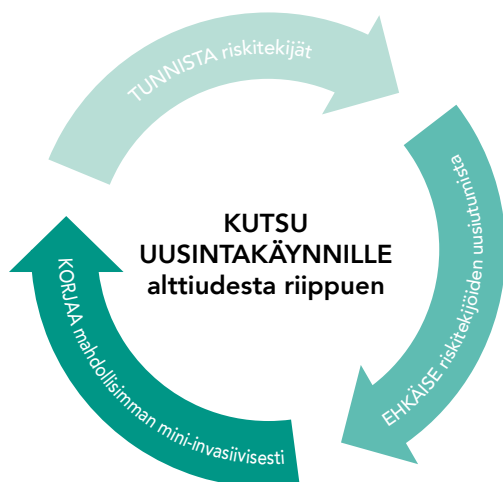 TUNNISTA riskitekijät
EHKÄISE riskitekijöiden uusiutumista
KORJAA mahdollisimman mini-invasiivisesti
KUTSU
UUSINTAKÄYNNILLE
alttiudesta riippuen